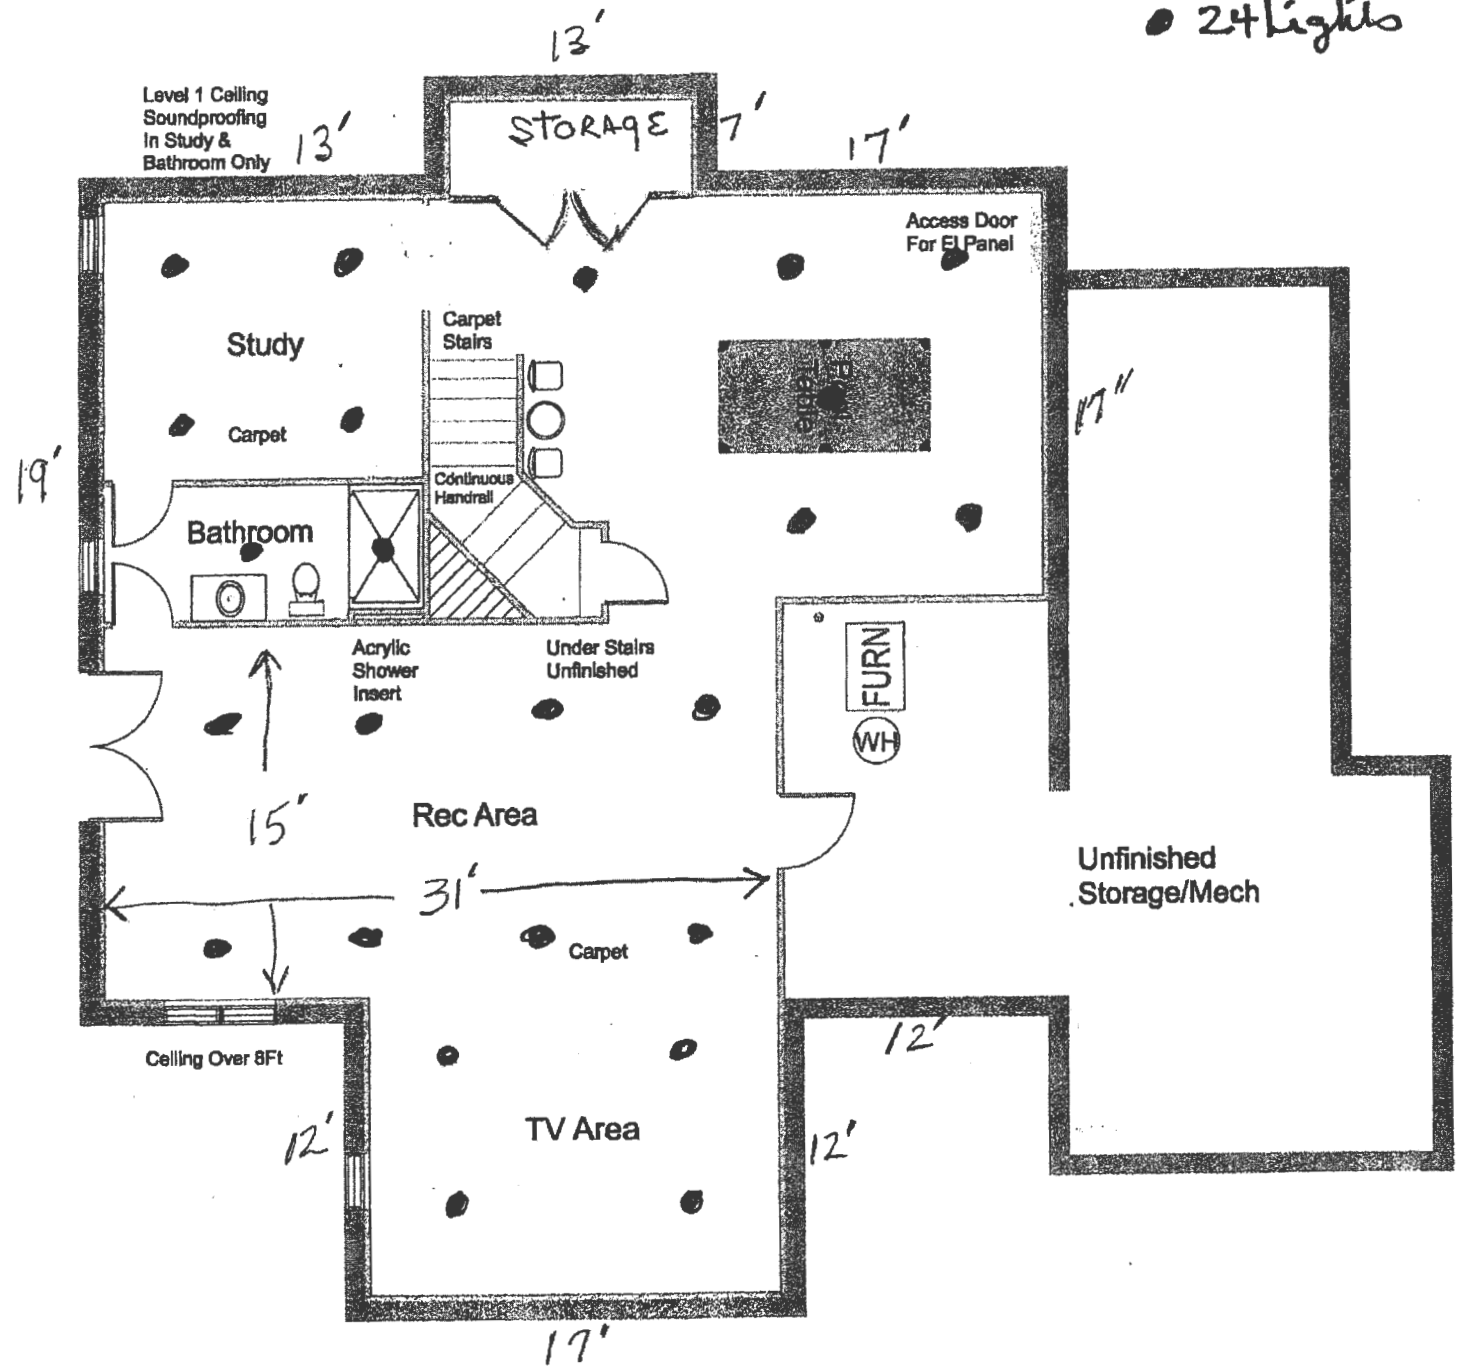 24 Lights
13'
Level 1 Ceiling
Soundproofing
In Study &
Bathroom Only
13'
STORAGE
7'
17'
Access Door
For El Panel
Study
Carpet
Stairs
Carpet
Pool
Table
17"
19'
Continuous
Handrail
Bathroom
Acrylic
Shower
Insert
Under Stairs
Unfinished
FURN
WH
15'
Rec Area
31'
Unfinished
Storage/Mech
Carpet
Ceiling Over 8Ft
12'
12'
TV Area
12'
17'